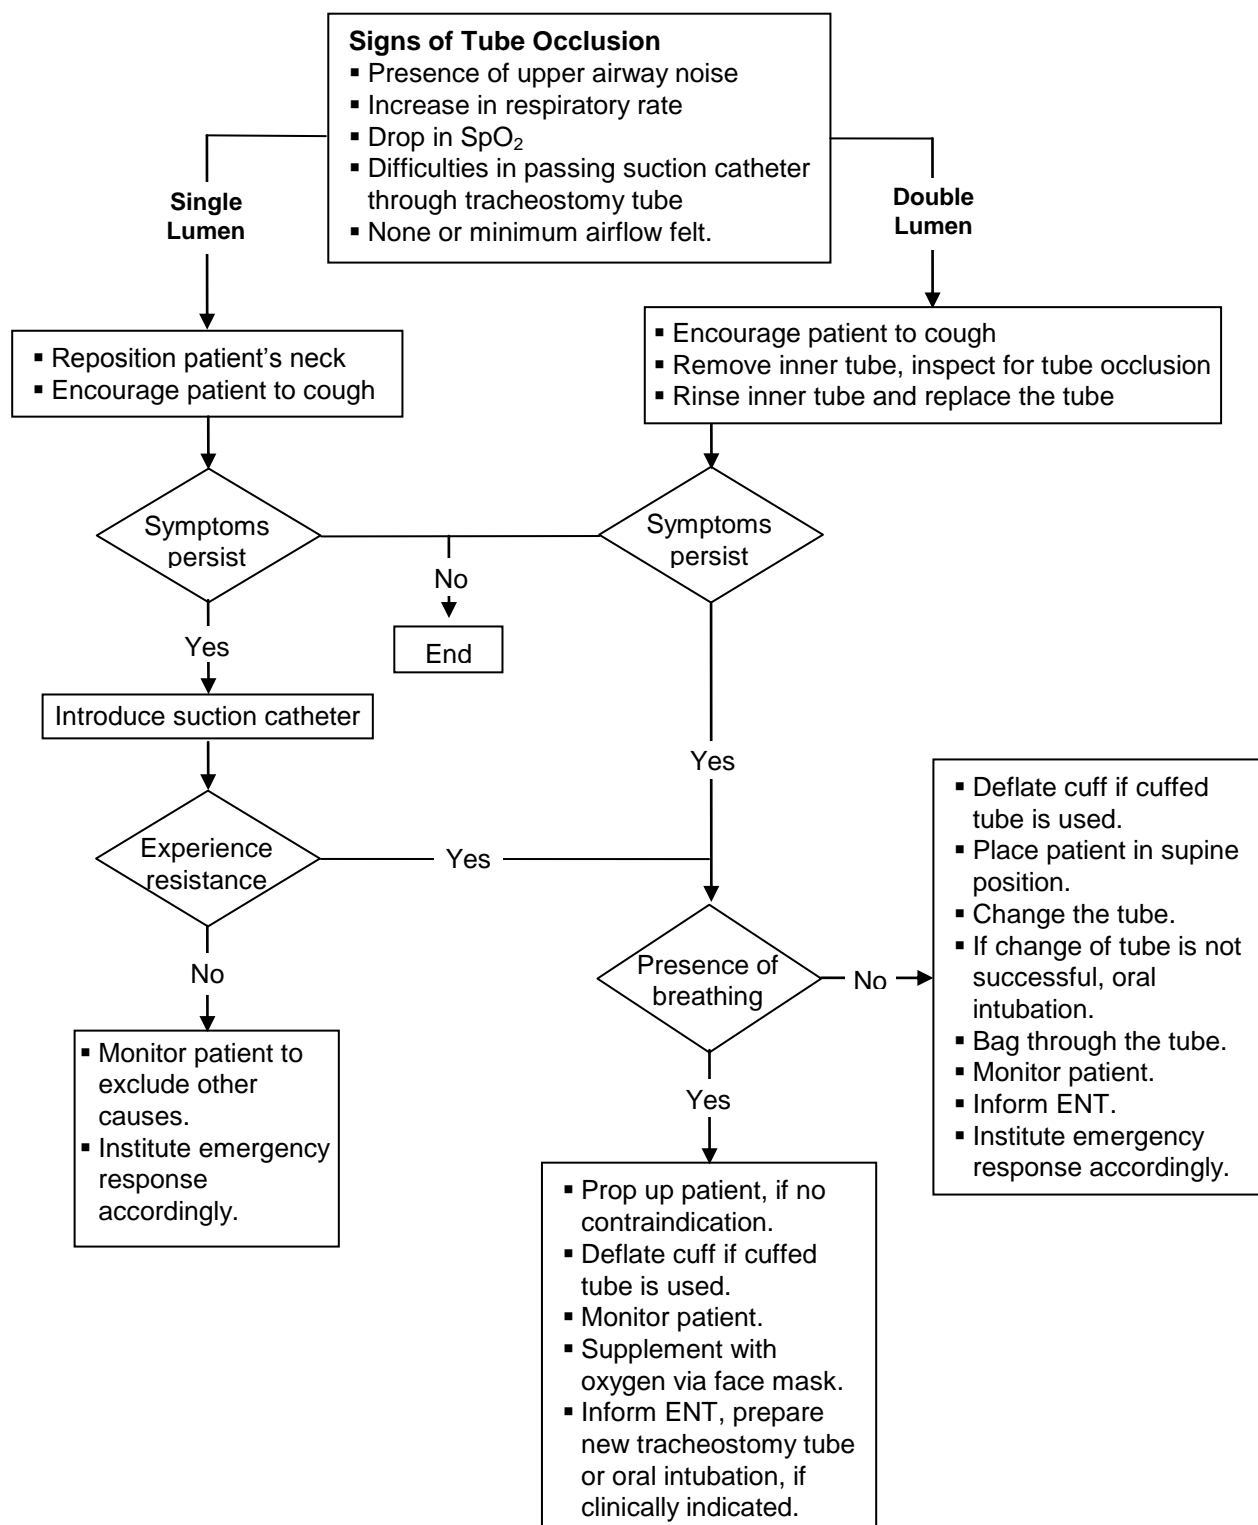 Signs of Tube Occlusion
▪ Presence of upper airway noise
▪ Increase in respiratory rate
▪ Drop in SpO₂
▪ Difficulties in passing suction catheter
through tracheostomy tube
▪ None or minimum airflow felt.
Single
Lumen
Double
Lumen
▪ Reposition patient’s neck
▪ Encourage patient to cough
▪ Encourage patient to cough
▪ Remove inner tube, inspect for tube occlusion
▪ Rinse inner tube and replace the tube
Symptoms
persist
Symptoms
persist
No
End
Yes
Introduce suction catheter
Yes
Experience
resistance
Yes
No
▪ Monitor patient to
exclude other
causes.
▪ Institute emergency
response
accordingly.
Presence of
breathing
No
▪ Deflate cuff if cuffed
tube is used.
▪ Place patient in supine
position.
▪ Change the tube.
▪ If change of tube is not
successful, oral
intubation.
▪ Bag through the tube.
▪ Monitor patient.
▪ Inform ENT.
▪ Institute emergency
response accordingly.
Yes
▪ Prop up patient, if no
contraindication.
▪ Deflate cuff if cuffed
tube is used.
▪ Monitor patient.
▪ Supplement with
oxygen via face mask.
▪ Inform ENT, prepare
new tracheostomy tube
or oral intubation, if
clinically indicated.